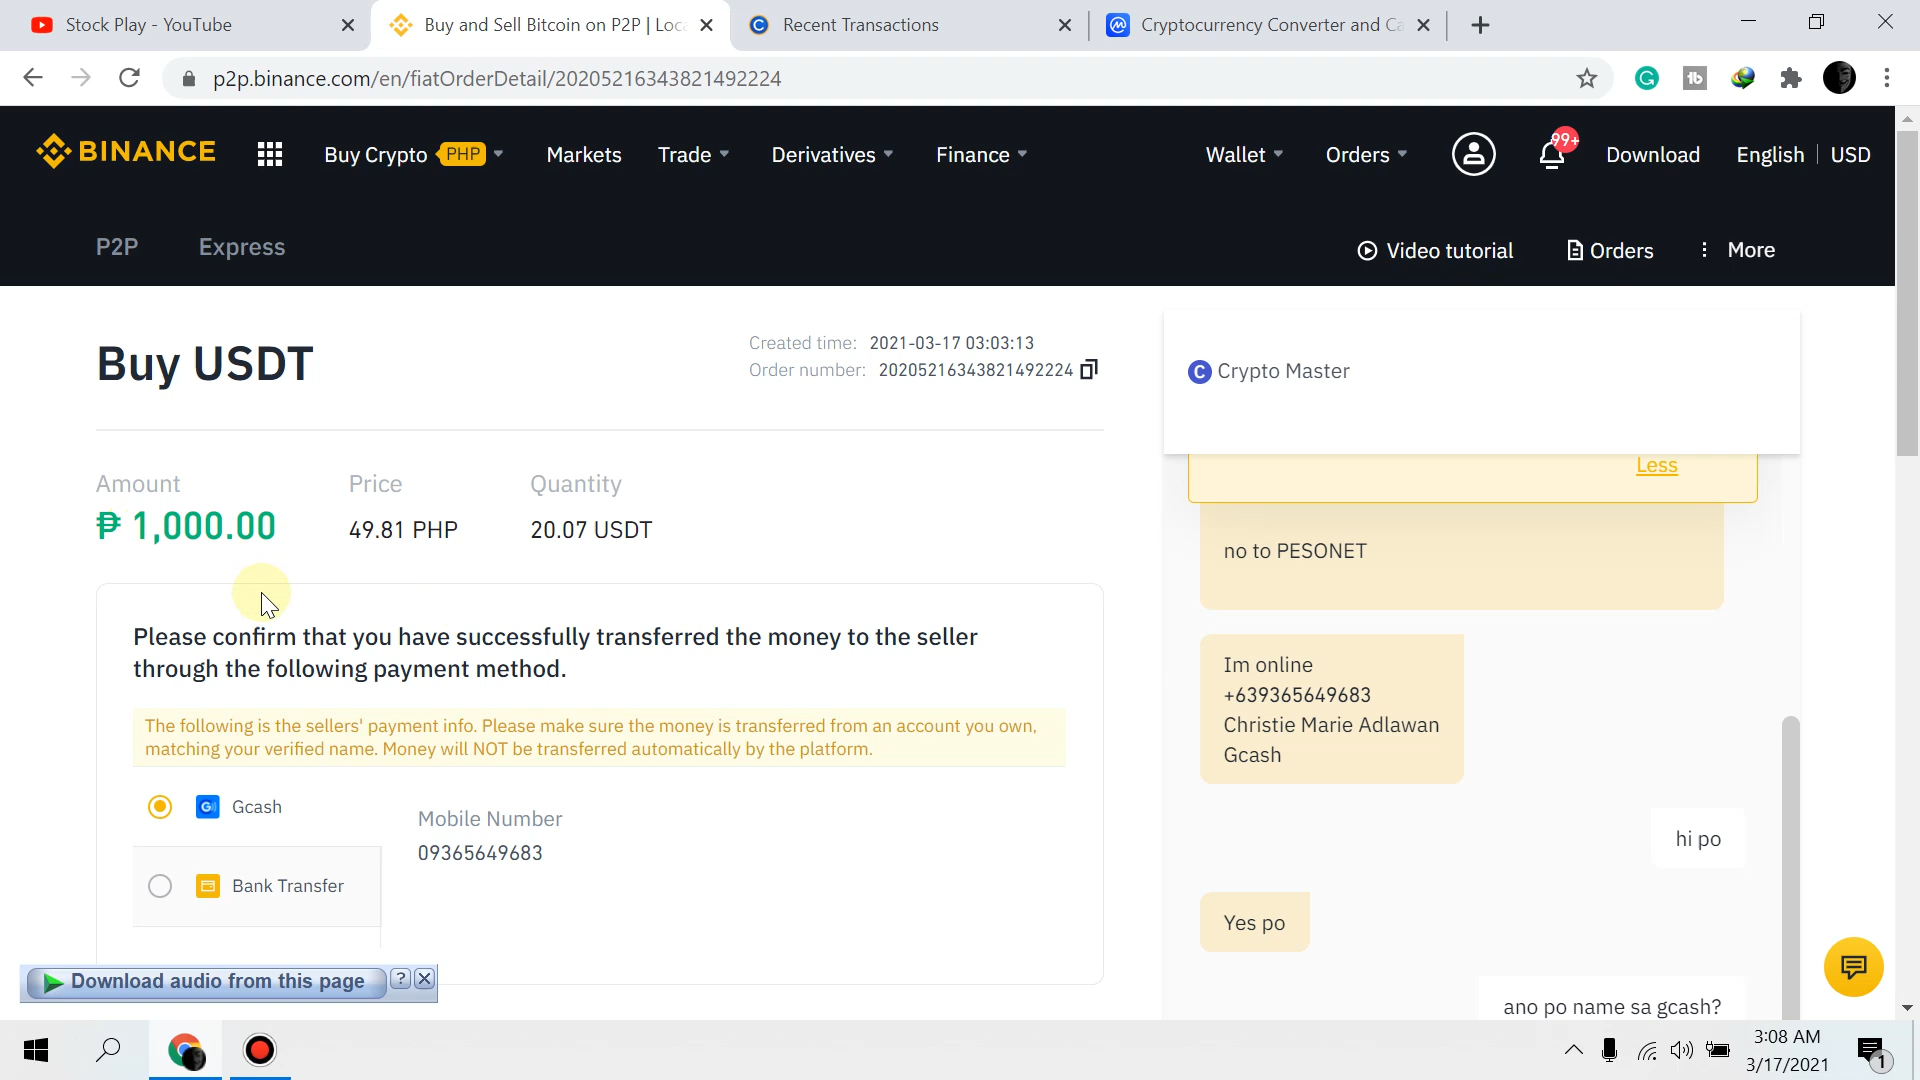 Stock Play - YouTube
Buy and Sell Bitcoin on P2P | Loc
Recent Transactions
Cryptocurrency Converter and Ca
p2p.binance.com/en/fiatOrderDetail/20205216343821492224
BINANCE
Buy Crypto PHP
Markets
Trade
Derivatives
Finance
Wallet
Orders
99+
Download
English
USD
P2P
Express
Video tutorial
Orders
More
Buy USDT
Created time: 2021-03-17 03:03:13
Order number: 20205216343821492224
Amount
₱ 1,000.00
Price
49.81 PHP
Quantity
20.07 USDT
Please confirm that you have successfully transferred the money to the seller
through the following payment method.
The following is the sellers' payment info. Please make sure the money is transferred from an account you own,
matching your verified name. Money will NOT be transferred automatically by the platform.
Gcash
Bank Transfer
Mobile Number
09365649683
C Crypto Master
Less
no to PESONET
Im online
+639365649683
Christie Marie Adlawan
Gcash
hi po
Yes po
ano po name sa gcash?
Download audio from this page
?
3:08 AM
3/17/2021
1